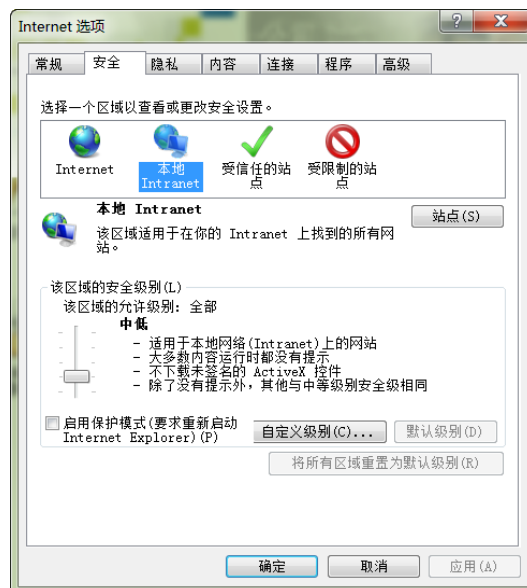 Internet 选项
常规 安全 隐私 内容 连接 程序 高级
选择一个区域以查看或更改安全设置。
Internet 本地 受信任的站 受限制的站
Intranet 点 点
本地 Intranet
站点(S)
该区域适用于在你的 Intranet 上找到的所有网
站。
该区域的安全级别(L)
该区域的允许级别: 全部
中低
- 适用于本地网络(Intranet)上的网站
- 大多数内容运行时都没有提示
- 不下载未签名的 ActiveX 控件
- 除了没有提示外，其他与中等级别安全级相同
启用保护模式(要求重新启动
Internet Explorer)(P)
自定义级别(C)... 默认级别(D)
将所有区域重置为默认级别(R)
确定 取消 应用(A)